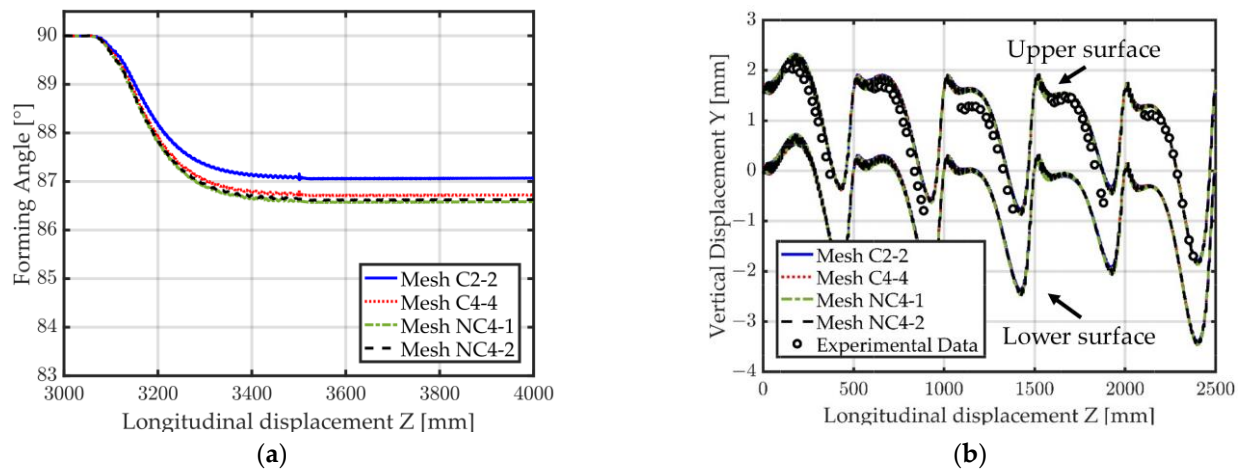 90
89
88
87
86
85
84
83
Forming Angle [°]
Mesh C2-2
Mesh C4-4
Mesh NC4-1
Mesh NC4-2
3000 3200 3400 3600 3800 4000
Longitudinal displacement Z [mm]
(a)
3
2
1
0
−1
−2
−3
−4
Vertical Displacement Y [mm]
Upper surface
Mesh C2-2
Mesh C4-4
Mesh NC4-1
Mesh NC4-2
Experimental Data
Lower surface
0 500 1000 1500 2000 2500
Longitudinal displacement Z [mm]
(b)